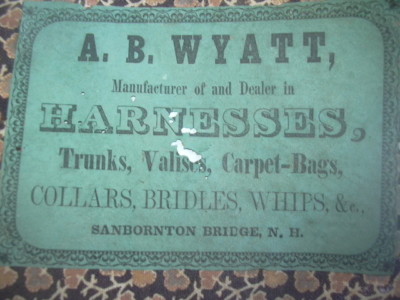 A. B. WYATT,
Manufacturer of and Dealer in
HARNESSES,
Trunks, Valises, Carpet-Bags,
COLLARS, BRIDLES, WHIPS, &c.,
SANBORNTON BRIDGE, N. H.